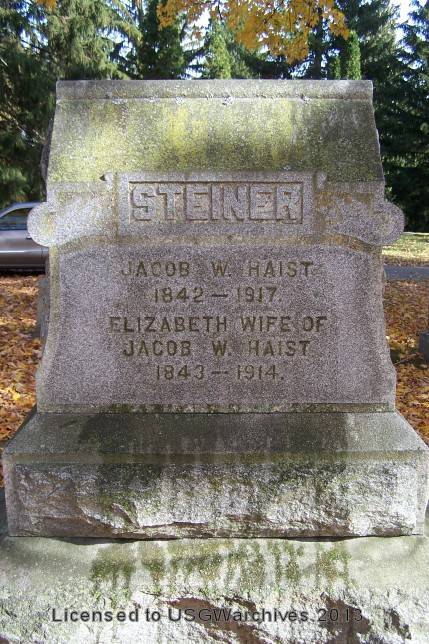 STEINER
JACOB W. HAIST
1842 — 1917.
ELIZABETH WIFE OF
JACOB W. HAIST
1843 — 1914.
Licensed to USGWarchives 2013